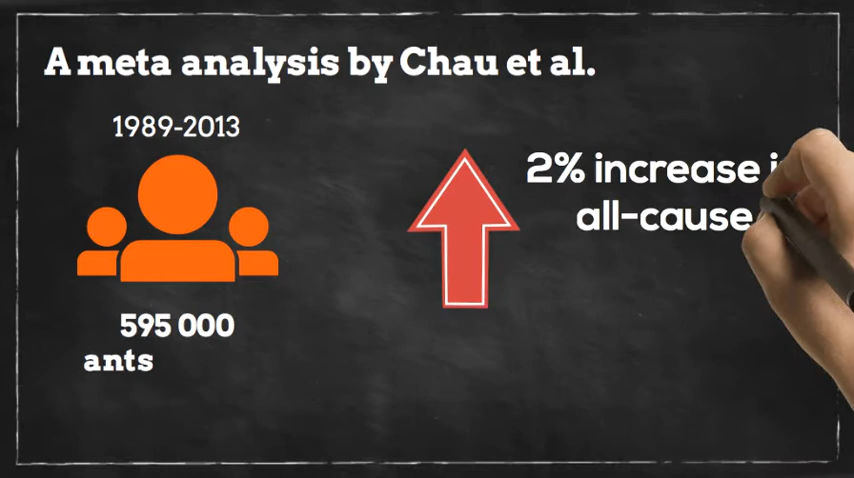 A meta analysis by Chau et al.
1989-2013
2% increase i
all-cause
595 000
ants